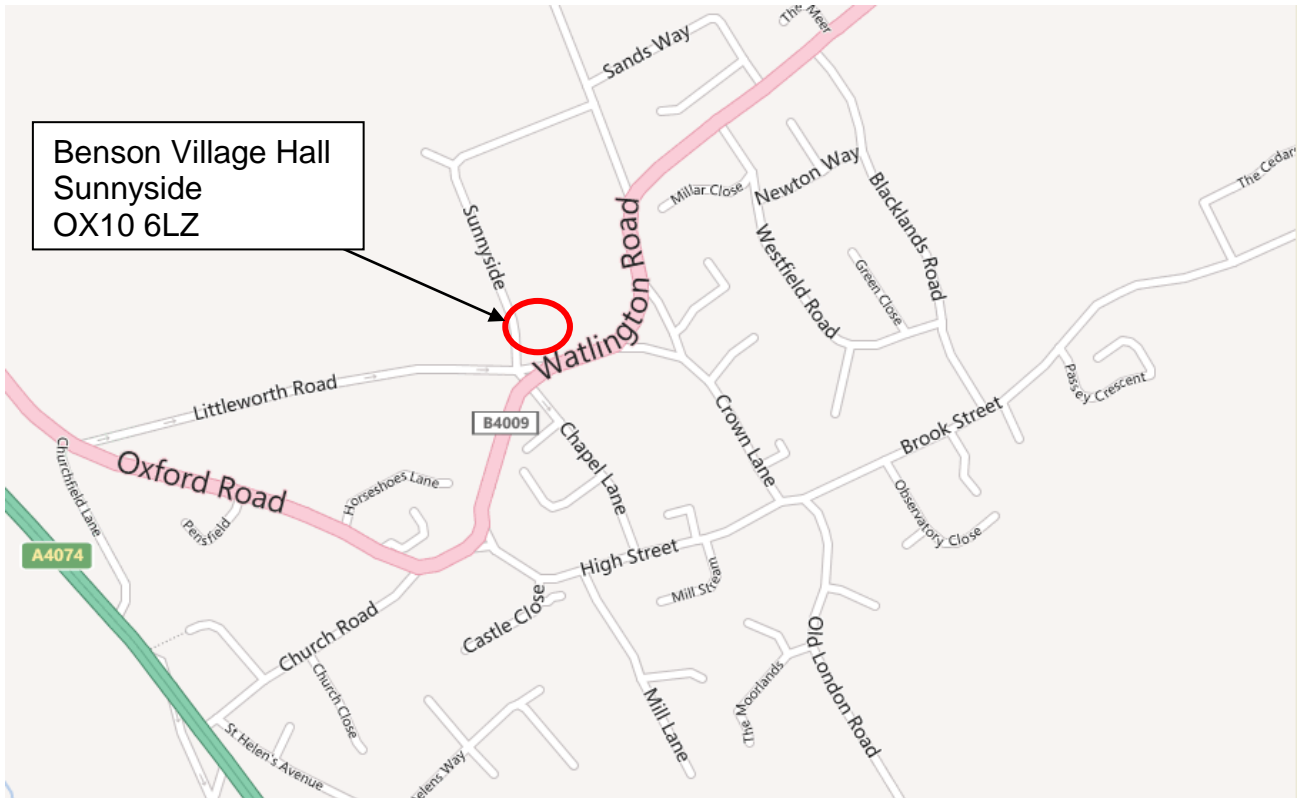 The Meer
Sands Way
Benson Village Hall
Sunnyside
OX10 6LZ
Sunnyside
Millar Close
Newton Way
Blacklands Road
The Cedar
Watlington Road
Westfield Road
Green Close
Littleworth Road
Passey Crescent
B4009
Crown Lane
Brook Street
Chapel Lane
Churchfield Lane
Oxford Road
Horseshoes Lane
Pensfield
Observatory Close
A4074
High Street
Mill Stream
Castle Close
Church Road
Church Close
Mill Lane
The Moorlands
Old London Road
St Helen's Avenue
elens Way